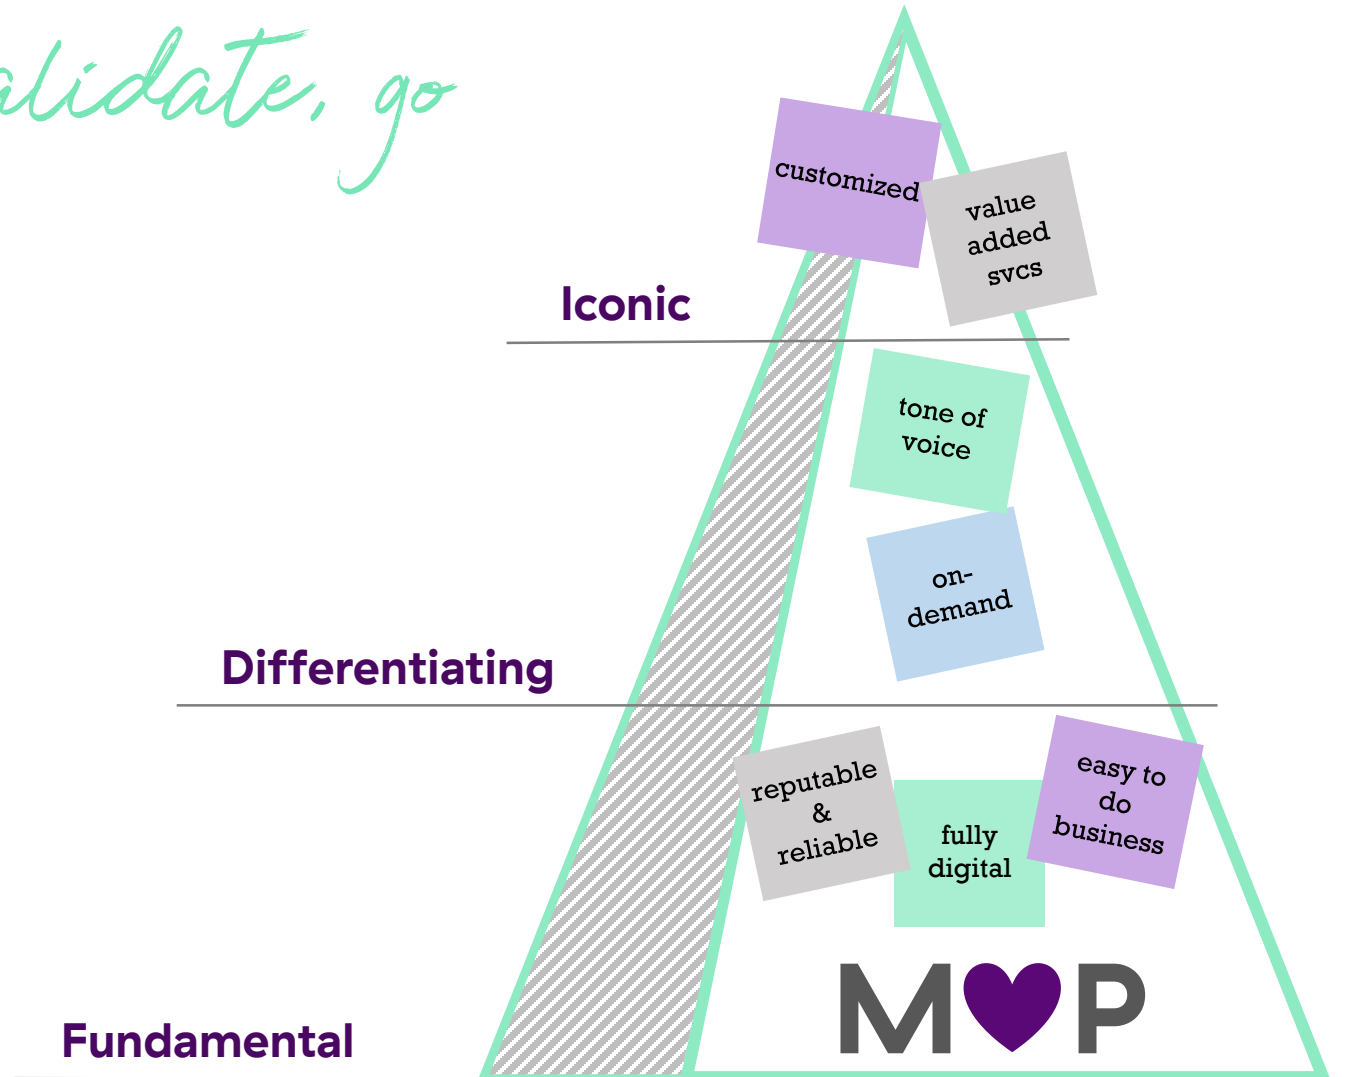 alidate, go
customized
value
added
svcs
Iconic
tone of
voice
on-
demand
Differentiating
reputable
&
reliable
fully
digital
easy to
do
business
M P
Fundamental